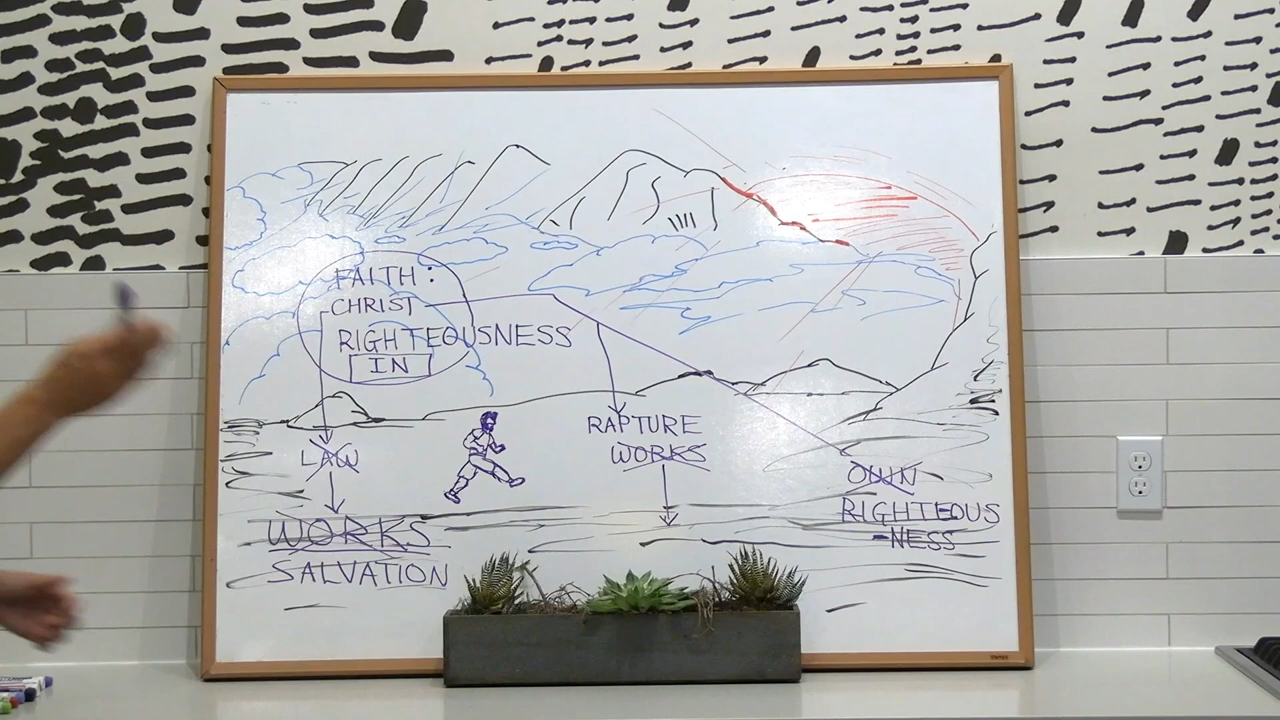 FAITH:
CHRIST
RIGHTEOUSNESS
IN
LAW
WORKS
SALVATION
RAPTURE
WORKS
OWN
RIGHTEOUS
-NESS